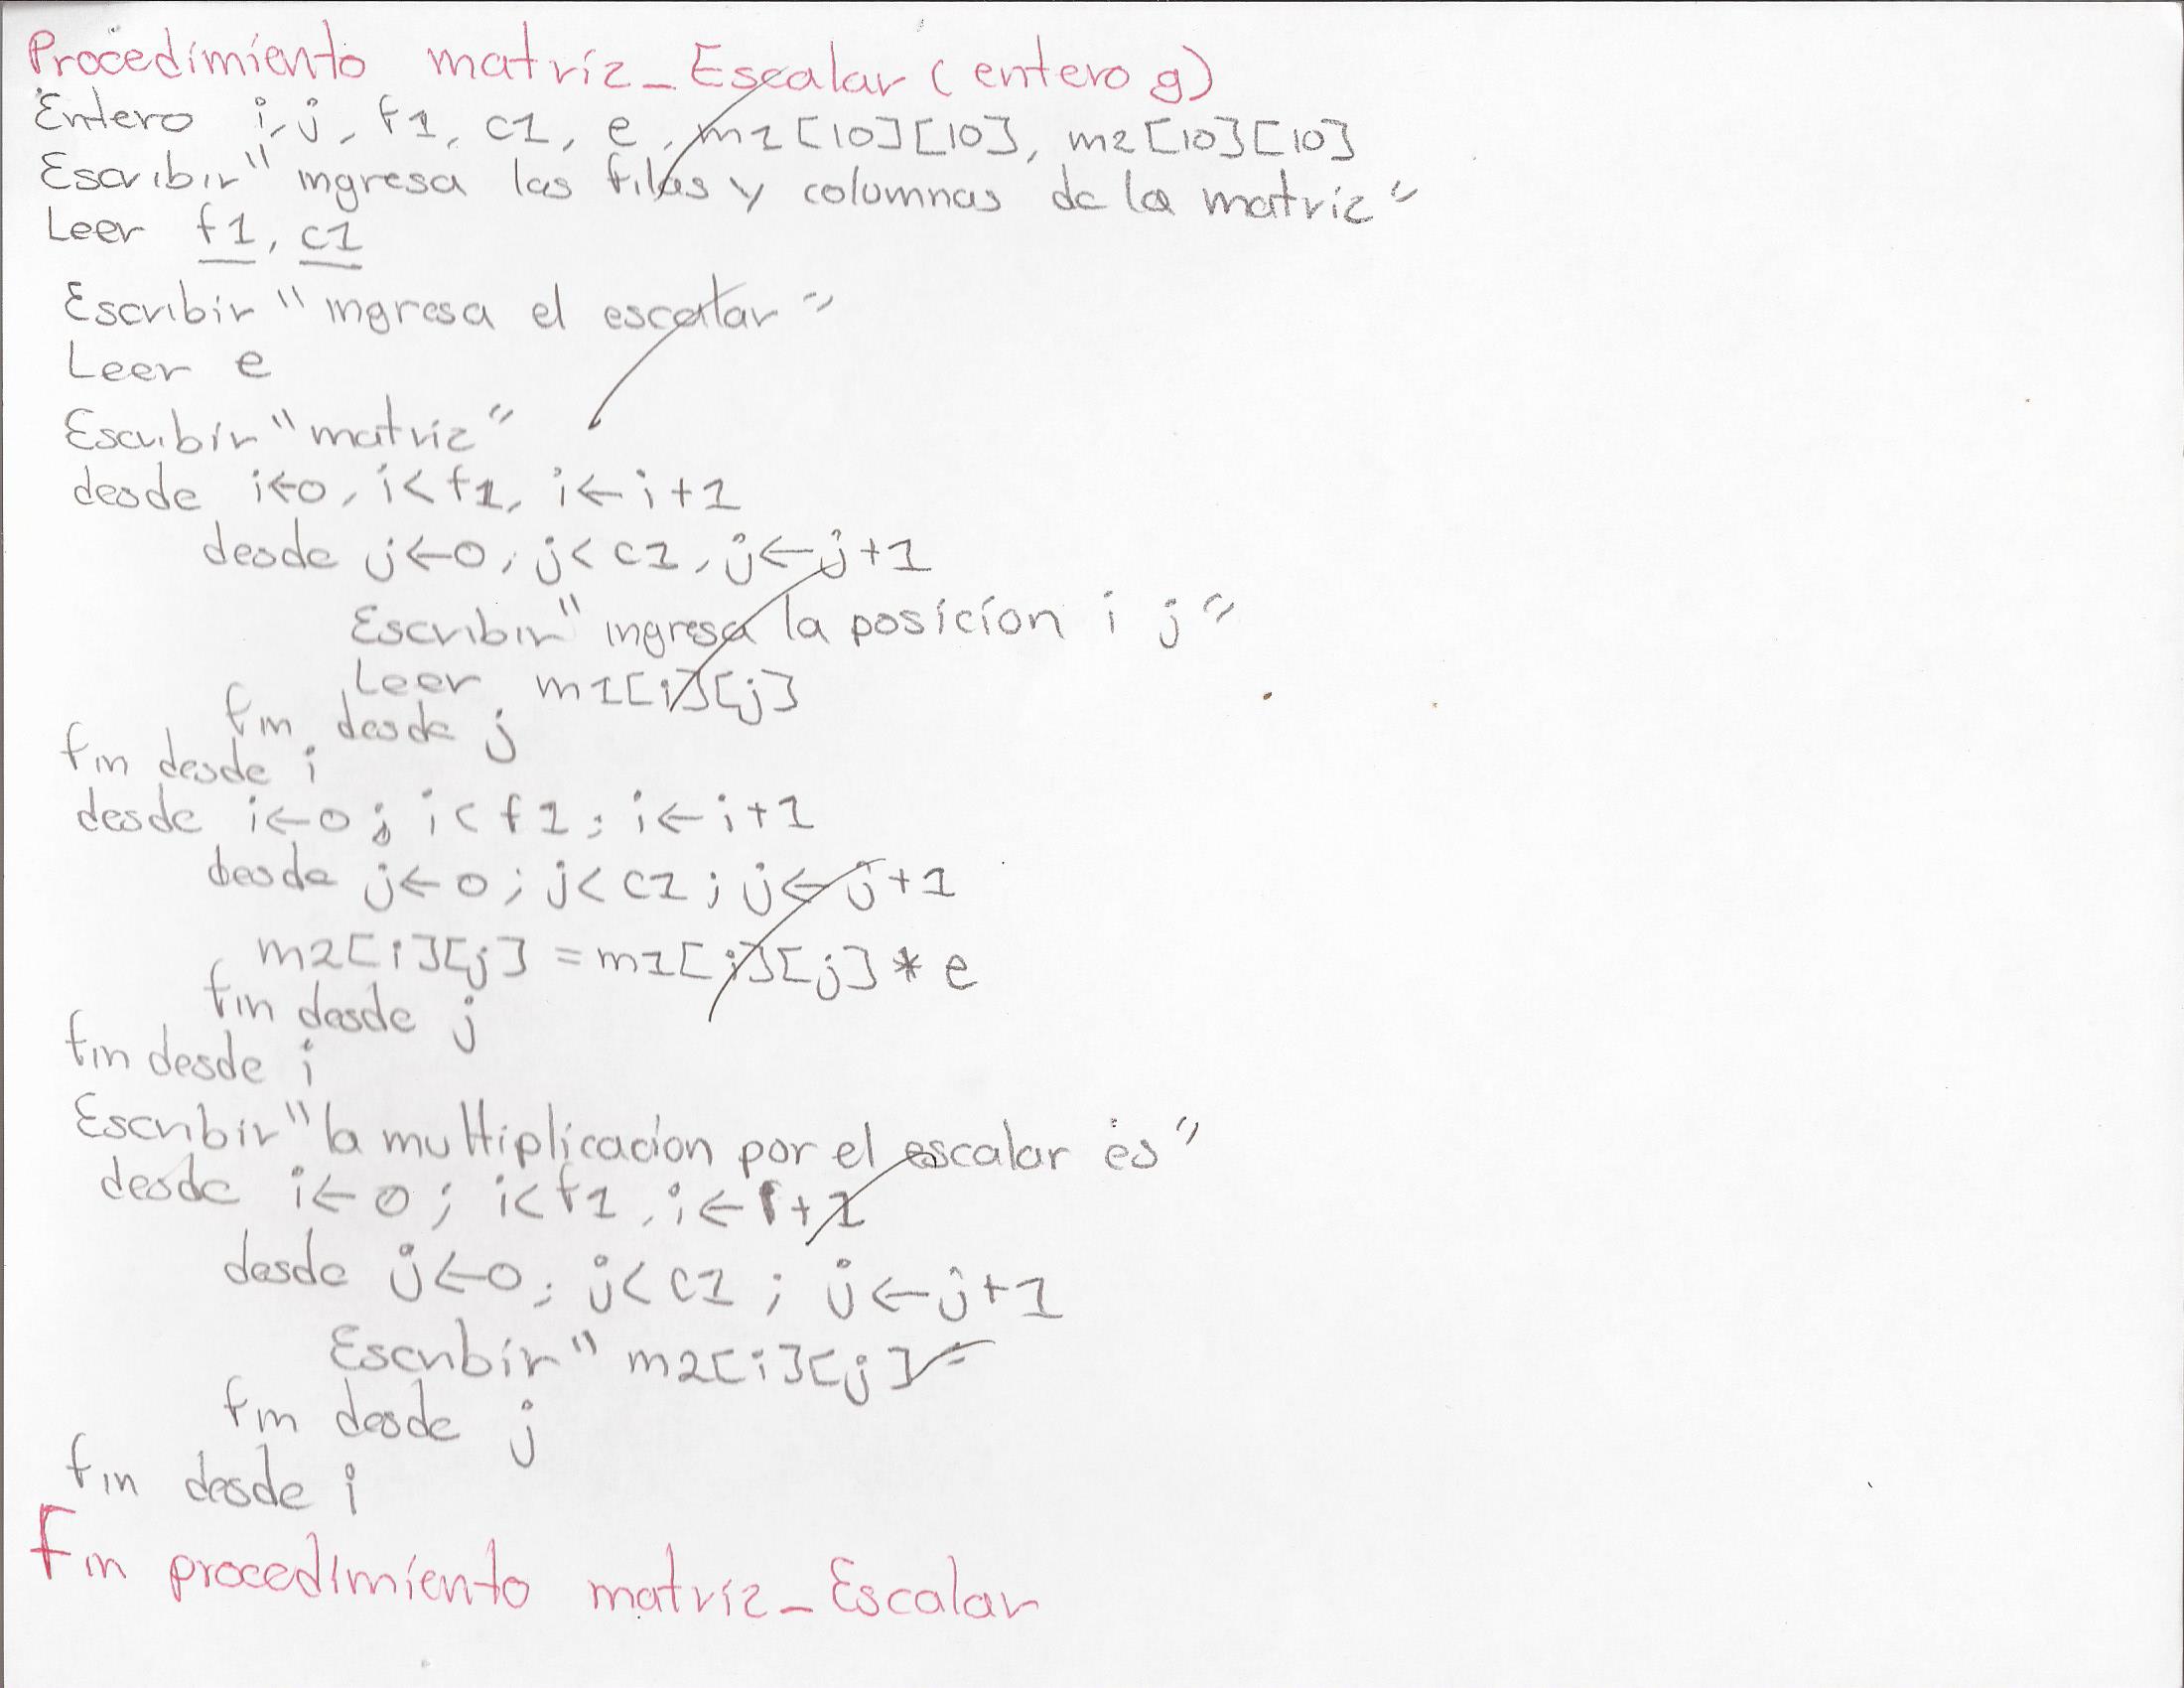 Procedimiento matriz_Escalar (entero g)
Entero i, j, f1, c1, e, m1[10][10], m2[10][10]
Escribir "ingresa las filas y columnas de la matriz"
Leer f1, c1
Escribir "ingresa el escalar"
Leer e
Escribir "matriz"
desde i←0, i<f1, i←i+1
desde j←0, j<c1, j←j+1
Escribir "ingresa la posición i j"
Leer m1[i][j]
fin desde j
fin desde i
desde i←0; i<f1; i←i+1
desde j←0; j<c1; j←j+1
m2[i][j] = m1[i][j] * e
fin desde j
fin desde i
Escribir "la multiplicación por el escalar es"
desde i←0; i<f1, i←i+1
desde j←0; j<c1; j←j+1
Escribir "m2[i][j]"
fin desde j
fin desde i
Fin procedimiento matriz_Escalar